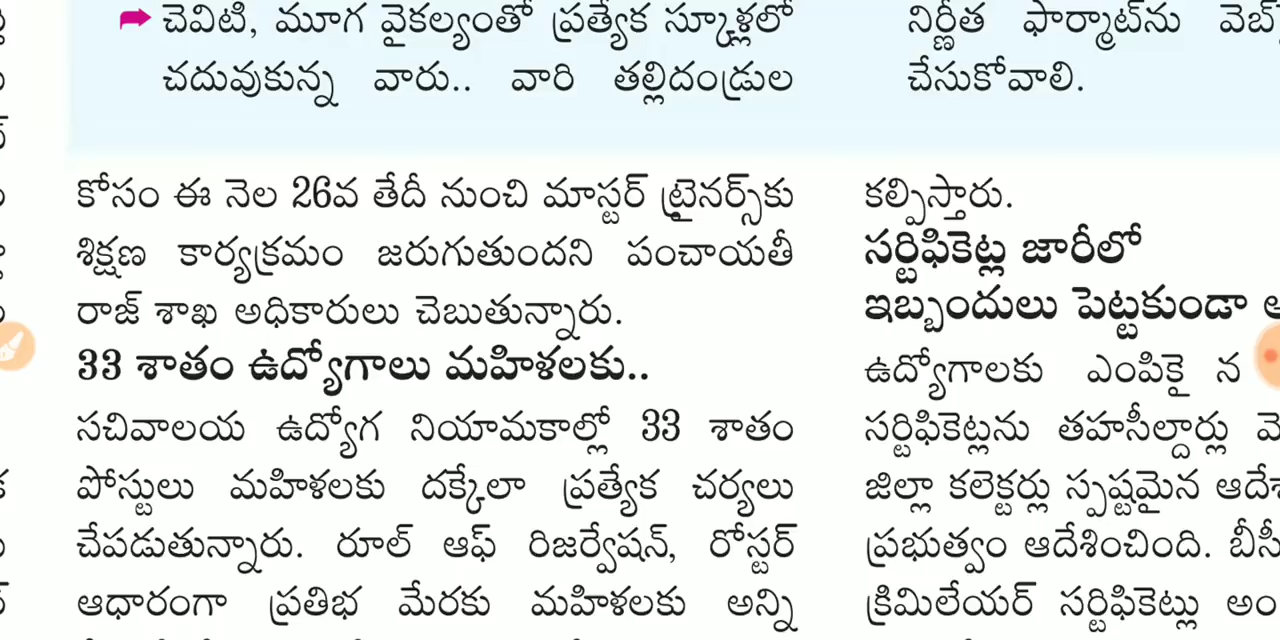 చెవిటి, మూగ వైకల్యంతో ప్రత్యేక స్కూళ్లలో
చదువుకున్న వారు.. వారి తల్లిదండ్రుల
కోసం ఈ నెల 26వ తేదీ నుంచి మాస్టర్ ట్రైనర్స్‌కు
శిక్షణ కార్యక్రమం జరుగుతుందని పంచాయతీ
రాజ్ శాఖ అధికారులు చెబుతున్నారు.
33 శాతం ఉద్యోగాలు మహిళలకు..
సచివాలయ ఉద్యోగ నియామకాల్లో 33 శాతం
పోస్టులు మహిళలకు దక్కేలా ప్రత్యేక చర్యలు
చేపడుతున్నారు. రూల్ ఆఫ్ రిజర్వేషన్, రోస్టర్
ఆధారంగా ప్రతిభ మేరకు మహిళలకు అన్ని
నిర్ణీత ఫార్మాట్‌ను
చేసుకోవాలి.
కల్పిస్తారు.
సర్టిఫికెట్ల జారీలో
ఇబ్బందులు పెట్టకుండా
ఉద్యోగాలకు ఎంపికై న
సర్టిఫికెట్లను తహసీల్దార్లు
జిల్లా కలెక్టర్లు స్పష్టమైన
ప్రభుత్వం ఆదేశించింది.
క్రిమిలేయర్ సర్టిఫికెట్లు